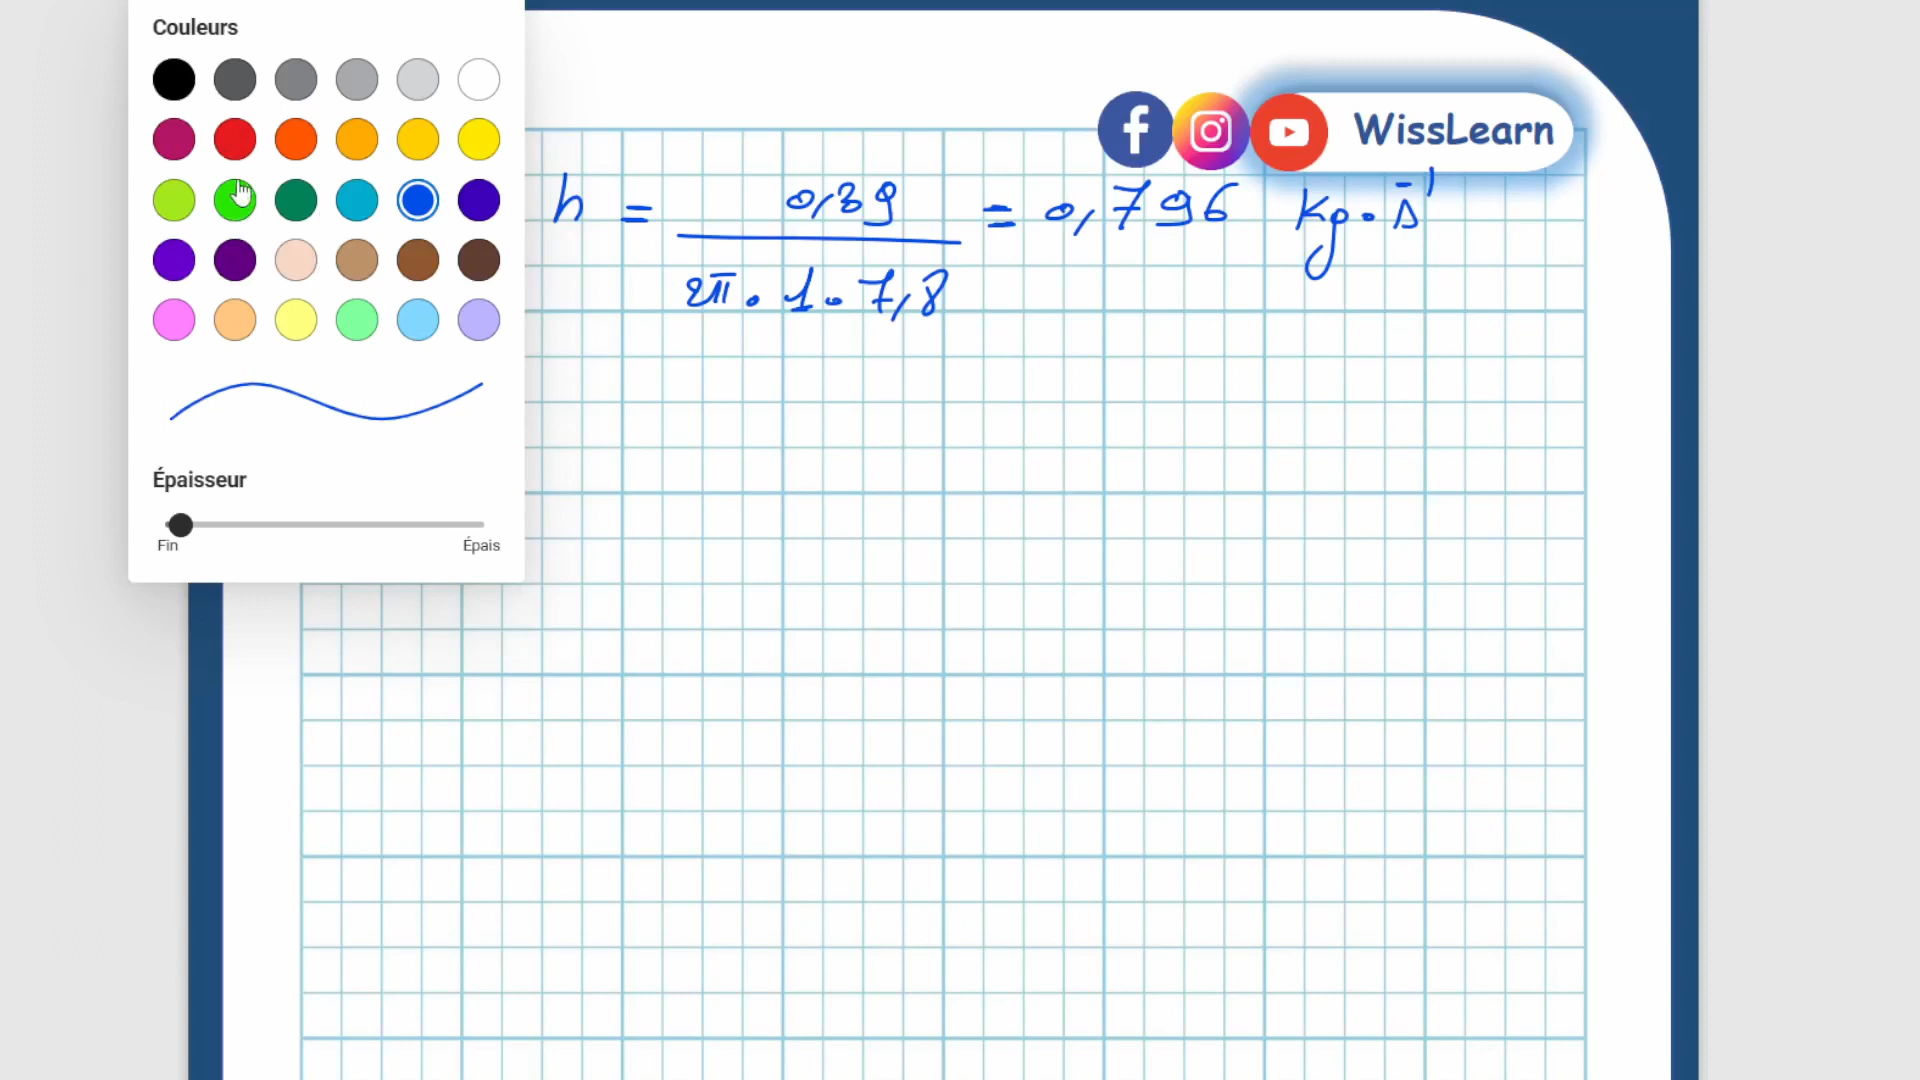 Couleurs
WissLearn
h = 0,39 / 2π . 1 . 7,8 = 0,796 Kg . s⁻¹
Épaisseur
Fin Épais